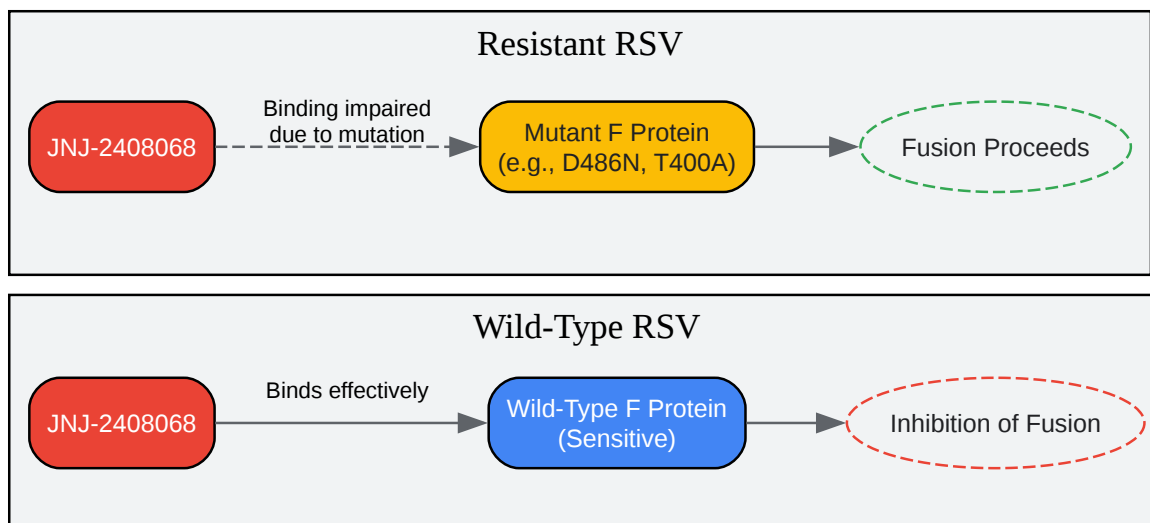 Resistant RSV
JNJ-2408068
Binding impaired
due to mutation
Mutant F Protein
(e.g., D486N, T400A)
Fusion Proceeds
Wild-Type RSV
JNJ-2408068
Binds effectively
Wild-Type F Protein
(Sensitive)
Inhibition of Fusion